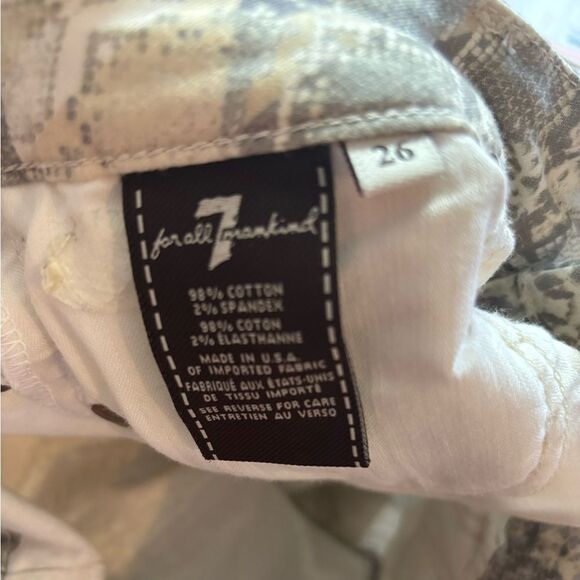 26
7
for all mankind
98% COTTON
2% SPANDEX
98% COTON
2% ELASTHANNE
MADE IN U.S.A.
OF IMPORTED FABRIC
FABRIQUÉ AUX ÉTATS-UNIS
DE TISSU IMPORTÉ
SEE REVERSE FOR CARE
ENTRETIEN AU VERSO